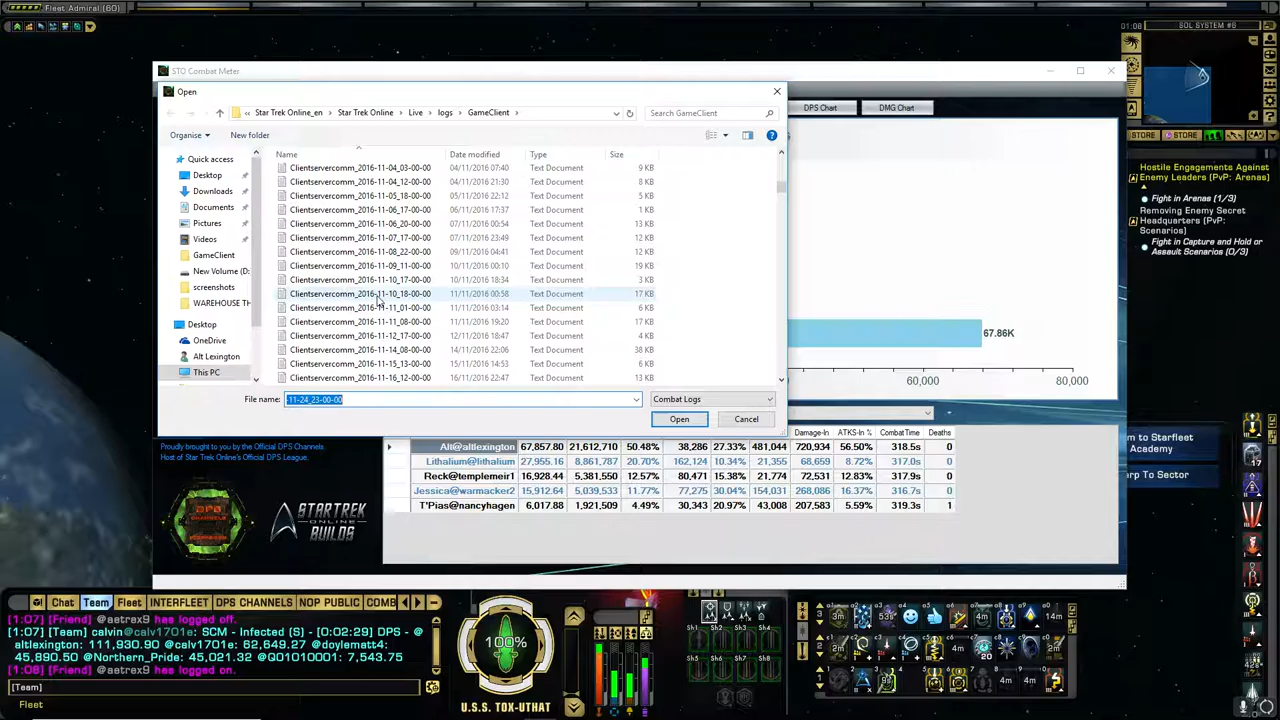 Fleet Admiral (60)
01:08
SOL SYSTEM #6
STO Combat Meter
Open
Star Trek Online_en > Star Trek Online > Live > logs > GameClient >
Search GameClient
Organise
New folder
DPS Chart
DMG Chart
STORE
STORE
Name
Date modified
Type
Size
Quick access
Desktop
Downloads
Documents
Pictures
Videos
GameClient
New Volume (D:
screenshots
WAREHOUSE TH
Desktop
OneDrive
Alt Lexington
This PC
Clientservercomm_2016-11-04_03-00-00 04/11/2016 07:40 Text Document 9 KB
Clientservercomm_2016-11-04_12-00-00 04/11/2016 21:30 Text Document 8 KB
Clientservercomm_2016-11-05_18-00-00 05/11/2016 22:12 Text Document 5 KB
Clientservercomm_2016-11-06_17-00-00 06/11/2016 17:37 Text Document 1 KB
Clientservercomm_2016-11-06_20-00-00 07/11/2016 00:54 Text Document 13 KB
Clientservercomm_2016-11-07_17-00-00 07/11/2016 23:49 Text Document 12 KB
Clientservercomm_2016-11-08_22-00-00 09/11/2016 04:41 Text Document 12 KB
Clientservercomm_2016-11-09_11-00-00 10/11/2016 00:10 Text Document 19 KB
Clientservercomm_2016-11-10_17-00-00 10/11/2016 18:34 Text Document 3 KB
Clientservercomm_2016-11-10_18-00-00 11/11/2016 00:58 Text Document 17 KB
Clientservercomm_2016-11-11_01-00-00 11/11/2016 03:14 Text Document 6 KB
Clientservercomm_2016-11-11_08-00-00 11/11/2016 19:20 Text Document 17 KB
Clientservercomm_2016-11-12_17-00-00 12/11/2016 18:47 Text Document 4 KB
Clientservercomm_2016-11-14_08-00-00 14/11/2016 22:06 Text Document 38 KB
Clientservercomm_2016-11-15_13-00-00 15/11/2016 14:53 Text Document 6 KB
Clientservercomm_2016-11-16_12-00-00 16/11/2016 22:47 Text Document 13 KB
File name: -11-24_23-00-00
Combat Logs
Open
Cancel
67.86K
60,000
80,000
Hostile Engagements Against
Enemy Leaders [PvP: Arenas]
Fight in Arenas (1/3)
Removing Enemy Secret
Headquarters (PvP:
Scenarios)
Fight in Capture and Hold or
Assault Scenarios (0/3)
m to Starfleet
Academy
arp To Sector
Proudly brought to you by the Official DPS Channels.
Host of Star Trek Online's Official DPS League.
DPS CHANNELS
STAR TREK
ONLINE BUILDS
Damage-In ATKS-In % CombatTime Deaths
Alt@altlexington 67,857.80 21,612,710 50.48% 38,286 27.33% 481,044 720,934 56.50% 318.5s 0
Lithalium@lithalium 27,955.16 8,861,787 20.70% 162,124 10.34% 21,355 68,659 8.72% 317.0s 0
Reck@templemeir1 16,928.44 5,381,550 12.57% 80,471 15.38% 21,774 72,531 12.83% 317.9s 0
Jessica@warmacker2 15,912.64 5,039,533 11.77% 77,275 30.04% 154,031 268,086 16.37% 316.7s 0
T'Pias@nancyhagen 6,017.88 1,921,509 4.49% 30,343 20.97% 43,008 207,583 5.59% 319.3s 1
Chat Team Fleet INTERFLEET DPS CHANNELS NOP PUBLIC COMB
[1:07] [Friend] @aetrex9 has logged off.
[1:07] [Team] calvin@calv1701e: SCM - Infected (S) - [0:02:29] DPS - @
altlexington: 111,930.90 @calv1701e: 62,649.27 @doylematt4:
45,890.50 @Northern_Pride: 45,021.32 @Q01010001: 7,543.75
[1:08] [Friend] @aetrex9 has logged on.
[Team]
Fleet
100%
U.S.S. TOX-UTHAT
Sh1 Sh2 Sh3 Sh4
Sh5 Sh6 Sh7 Sh8